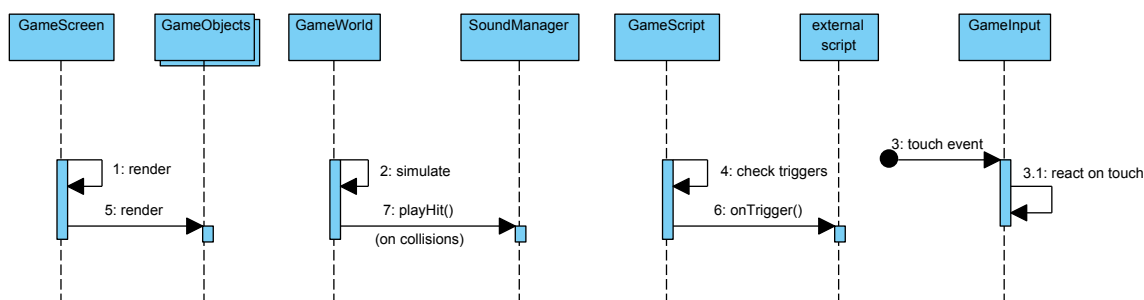 GameScreen
GameObjects
GameWorld
SoundManager
GameScript
external
script
GameInput
3: touch event
1: render
2: simulate
4: check triggers
3.1: react on touch
5: render
7: playHit()
6: onTrigger()
(on collisions)